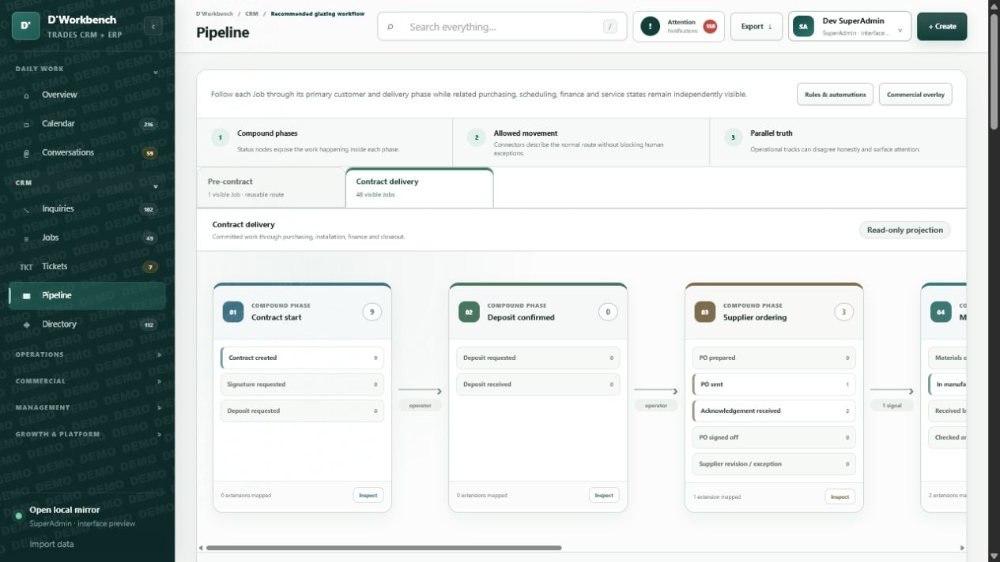 D'
D'Workbench
TRADES CRM + ERP
DAILY WORK
Overview
Calendar 216
Conversations 59
CRM
Inquiries 102
Jobs 49
TKT Tickets 7
Pipeline
Directory 112
OPERATIONS
COMMERCIAL
MANAGEMENT
GROWTH & PLATFORM
Open local mirror
SuperAdmin · interface preview
Import data
D'Workbench / CRM / Recommended glazing workflow
Pipeline
Search everything... /
! Attention
Notifications 158
Export ↓
SA Dev SuperAdmin
SuperAdmin · interface...
+ Create
Follow each Job through its primary customer and delivery phase while related purchasing, scheduling, finance and service states remain independently visible.
Rules & automations
Commercial overlay
1 Compound phases
Status nodes expose the work happening inside each phase.
2 Allowed movement
Connectors describe the normal route without blocking human
exceptions.
3 Parallel truth
Operational tracks can disagree honestly and surface attention.
Pre-contract
1 visible Job · reusable route
Contract delivery
48 visible Jobs
Contract delivery
Committed work through purchasing, installation, finance and closeout.
Read-only projection
01 COMPOUND PHASE
Contract start 9
Contract created 9
Signature requested 0
Deposit requested 0
0 extensions mapped Inspect
operator
02 COMPOUND PHASE
Deposit confirmed 0
Deposit requested 0
Deposit received 0
0 extensions mapped Inspect
operator
03 COMPOUND PHASE
Supplier ordering 3
PO prepared 0
PO sent 1
Acknowledgement received 2
PO signed off 0
Supplier revision / exception 0
1 extension mapped Inspect
1 signal
04 CO
M
Materials o
In manufa
Received b
Checked an
2 extensions ma
DEMO